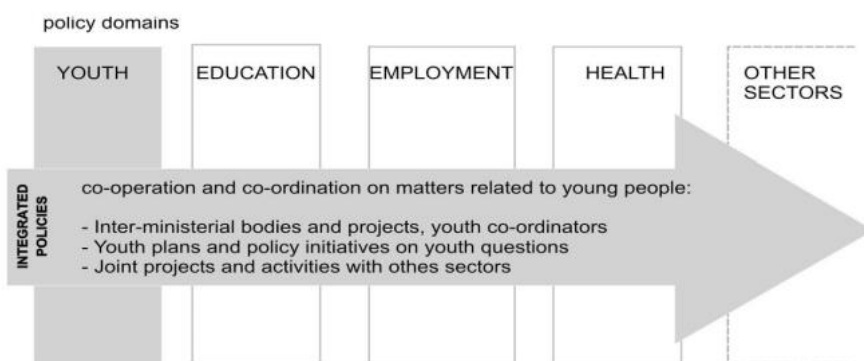 policy domains
YOUTH
EDUCATION
EMPLOYMENT
HEALTH
OTHER
SECTORS
INTEGRATED
POLICIES
co-operation and co-ordination on matters related to young people:
- Inter-ministerial bodies and projects, youth co-ordinators
- Youth plans and policy initiatives on youth questions
- Joint projects and activities with othes sectors